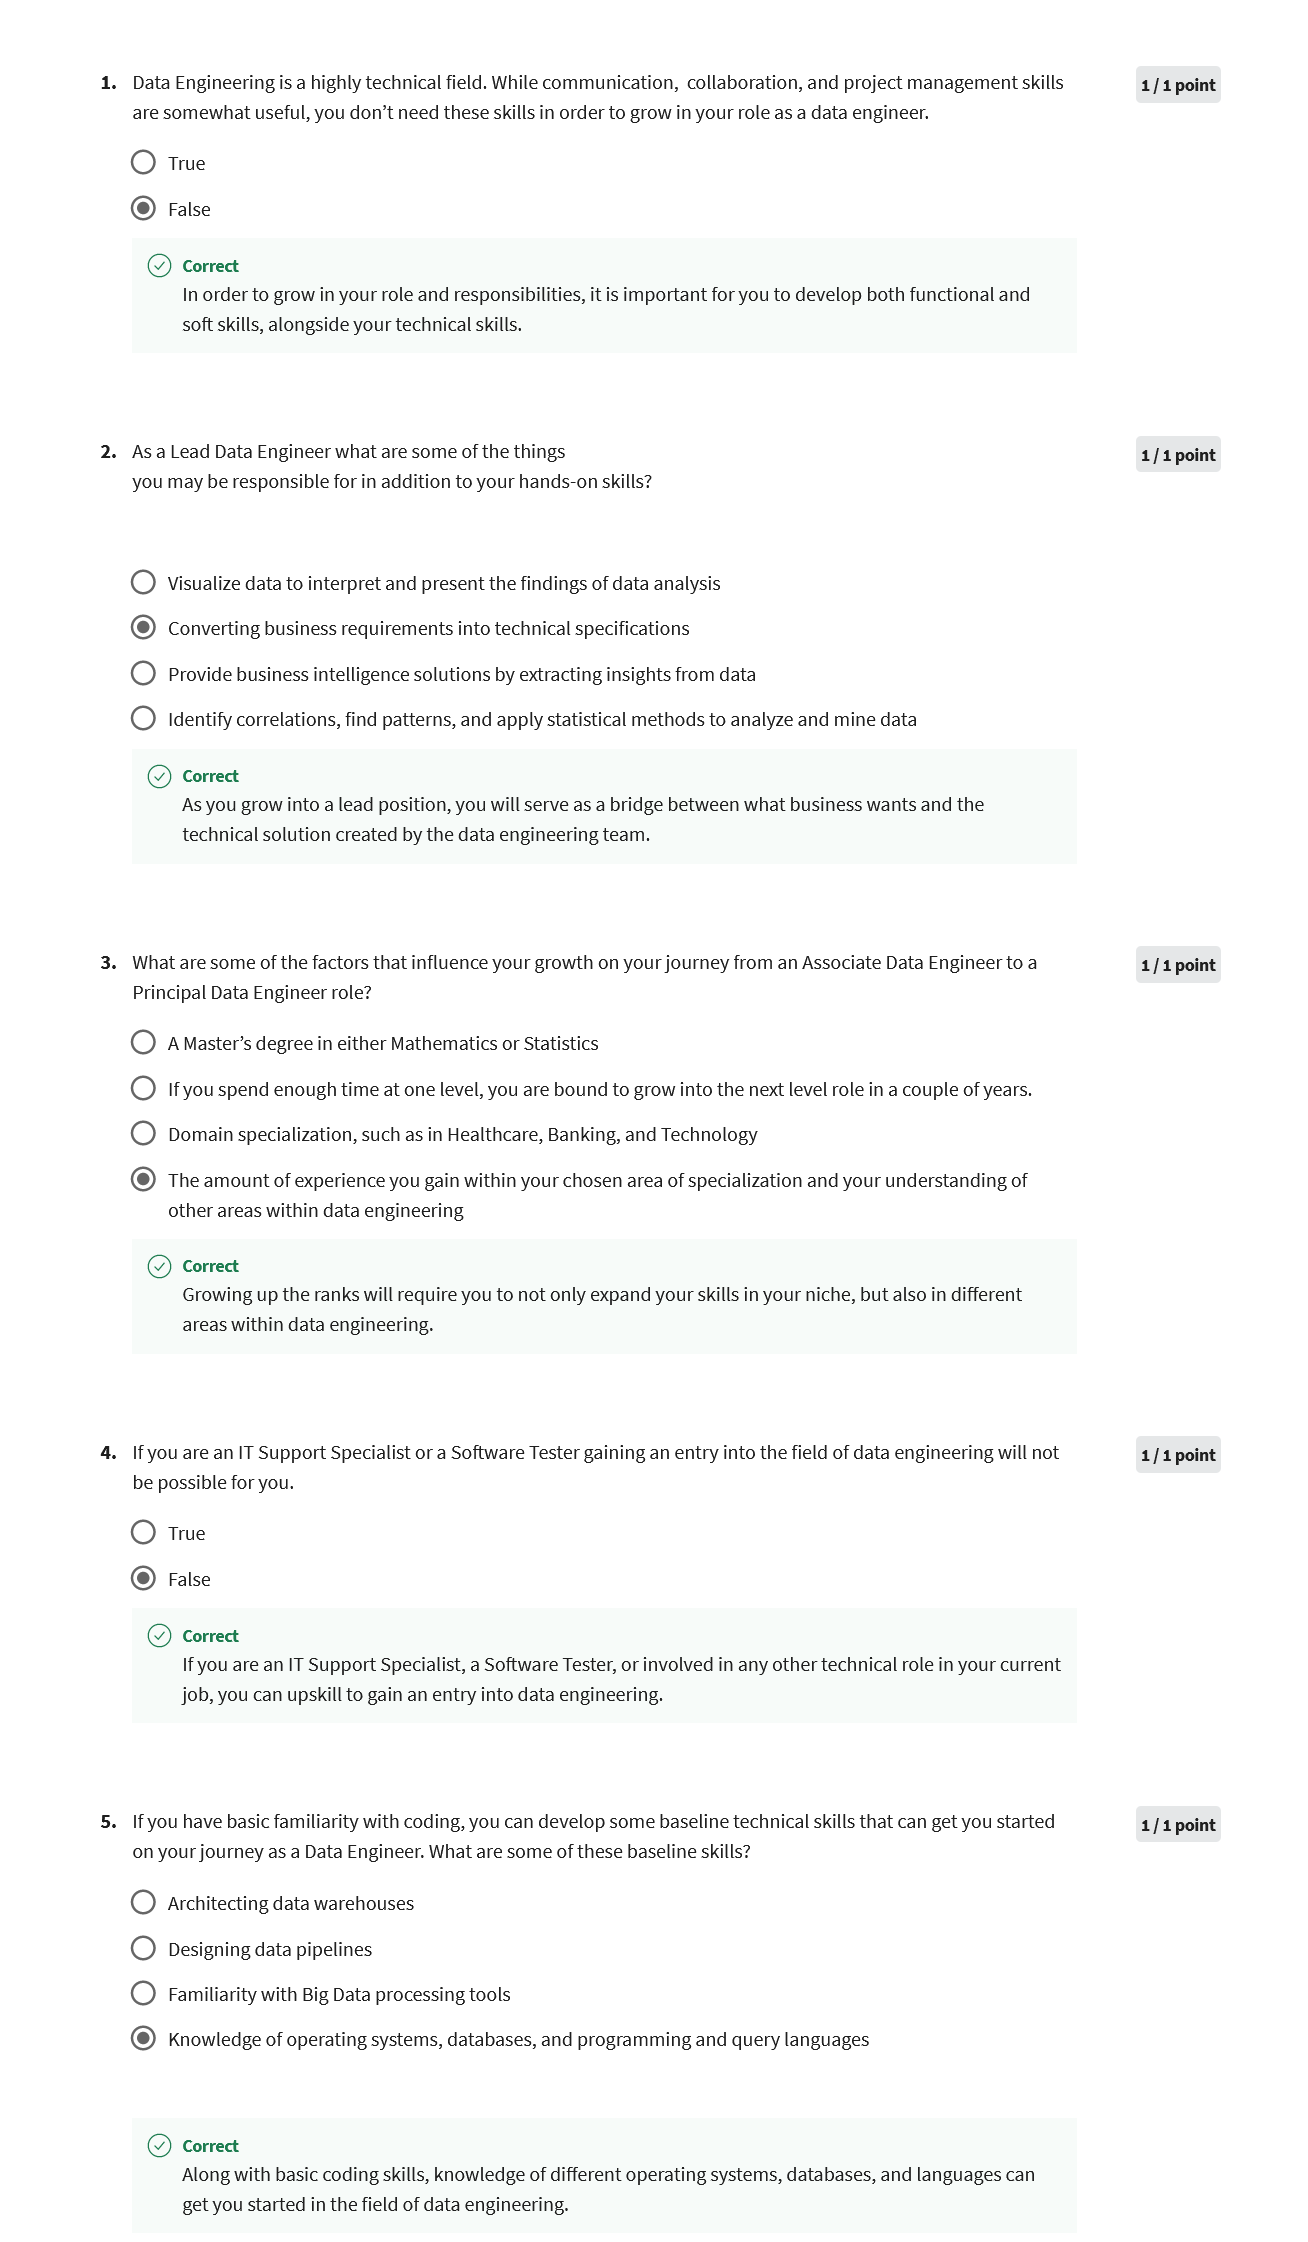 1. Data Engineering is a highly technical field. While communication,  collaboration, and project management skills
are somewhat useful, you don’t need these skills in order to grow in your role as a data engineer.
1 / 1 point
True
False
Correct
In order to grow in your role and responsibilities, it is important for you to develop both functional and
soft skills, alongside your technical skills.
2. As a Lead Data Engineer what are some of the things
you may be responsible for in addition to your hands-on skills?
1 / 1 point
Visualize data to interpret and present the findings of data analysis
Converting business requirements into technical specifications
Provide business intelligence solutions by extracting insights from data
Identify correlations, find patterns, and apply statistical methods to analyze and mine data
Correct
As you grow into a lead position, you will serve as a bridge between what business wants and the
technical solution created by the data engineering team.
3. What are some of the factors that influence your growth on your journey from an Associate Data Engineer to a
Principal Data Engineer role?
1 / 1 point
A Master’s degree in either Mathematics or Statistics
If you spend enough time at one level, you are bound to grow into the next level role in a couple of years.
Domain specialization, such as in Healthcare, Banking, and Technology
The amount of experience you gain within your chosen area of specialization and your understanding of
other areas within data engineering
Correct
Growing up the ranks will require you to not only expand your skills in your niche, but also in different
areas within data engineering.
4. If you are an IT Support Specialist or a Software Tester gaining an entry into the field of data engineering will not
be possible for you.
1 / 1 point
True
False
Correct
If you are an IT Support Specialist, a Software Tester, or involved in any other technical role in your current
job, you can upskill to gain an entry into data engineering.
5. If you have basic familiarity with coding, you can develop some baseline technical skills that can get you started
on your journey as a Data Engineer. What are some of these baseline skills?
1 / 1 point
Architecting data warehouses
Designing data pipelines
Familiarity with Big Data processing tools
Knowledge of operating systems, databases, and programming and query languages
Correct
Along with basic coding skills, knowledge of different operating systems, databases, and languages can
get you started in the field of data engineering.